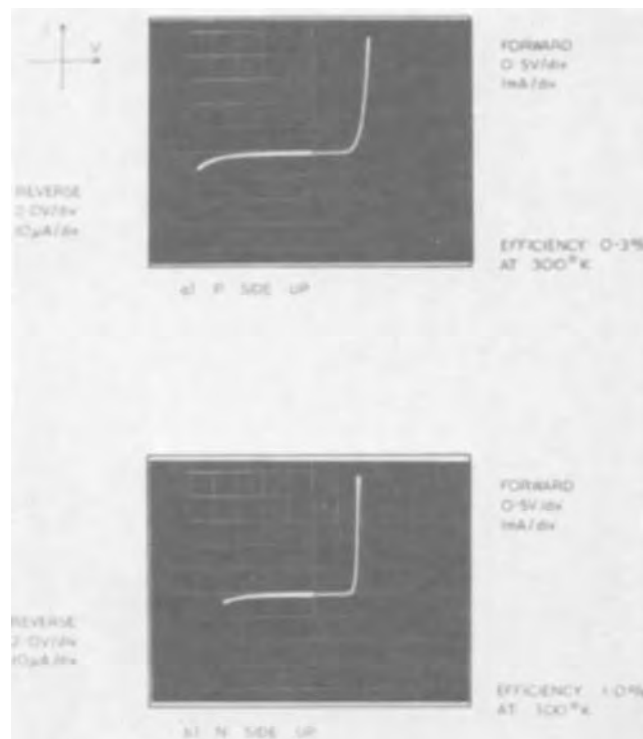 I
V
FORWARD
0·5V/div
1mA/div
REVERSE
2·0V/div
10μA/div
EFFICIENCY 0·3%
AT 300°K
a) P SIDE UP
FORWARD
0·5V/div
1mA/div
REVERSE
2·0V/div
10μA/div
EFFICIENCY 1·0%
AT 300°K
b) N SIDE UP